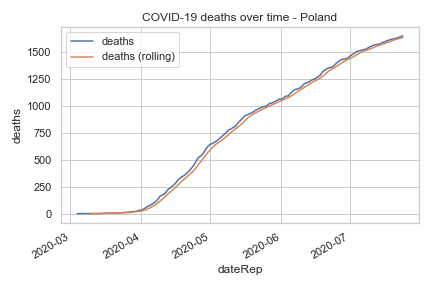 COVID-19 deaths over time - Poland
deaths
deaths (rolling)
deaths
1500
1250
1000
750
500
250
0
2020-03
2020-04
2020-05
2020-06
2020-07
dateRep